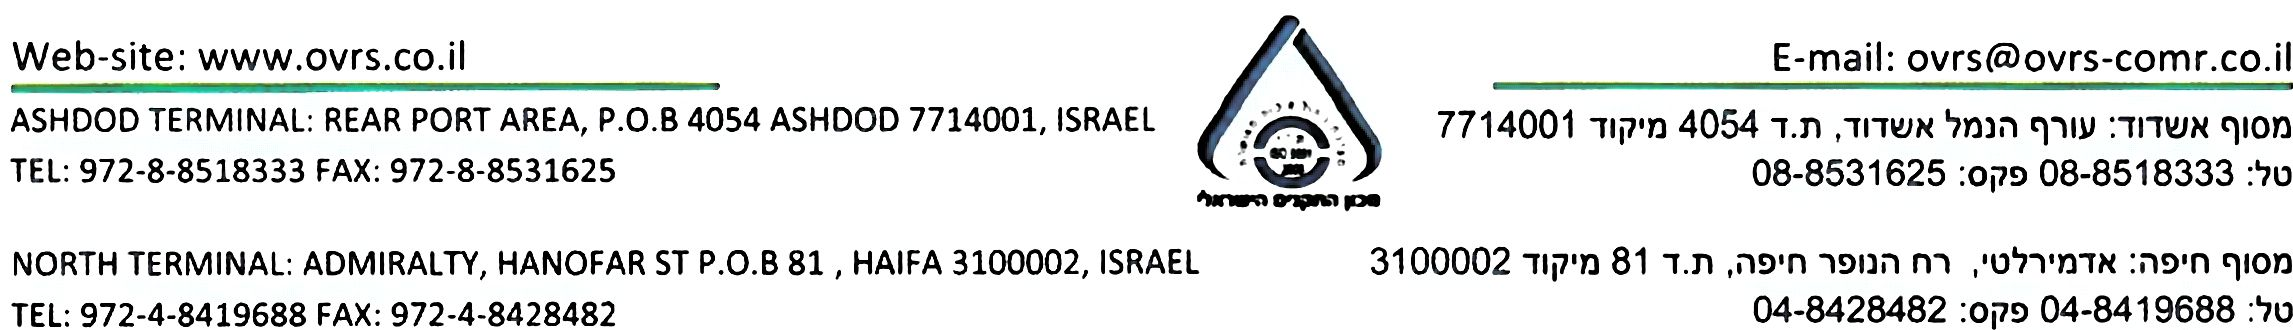 Web-site: www.ovrs.co.il
E-mail: ovrs@ovrs-comr.co.il
ASHDOD TERMINAL: REAR PORT AREA, P.O.B 4054 ASHDOD 7714001, ISRAEL
TEL: 972-8-8518333 FAX: 972-8-8531625
מסוף אשדוד: עורף הנמל אשדוד, ת.ד 4054 מיקוד 7714001
טל: 08-8518333 פקס: 08-8531625
מכון התקנים הישראלי
NORTH TERMINAL: ADMIRALTY, HANOFAR ST P.O.B 81 , HAIFA 3100002, ISRAEL
TEL: 972-4-8419688 FAX: 972-4-8428482
מסוף חיפה: אדמירלטי, רח הנופר חיפה, ת.ד 81 מיקוד 3100002
טל: 04-8419688 פקס: 04-8428482